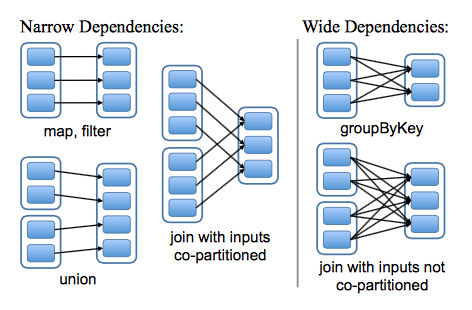 Narrow Dependencies:
map, filter
union
join with inputs
co-partitioned
Wide Dependencies:
groupByKey
join with inputs not
co-partitioned